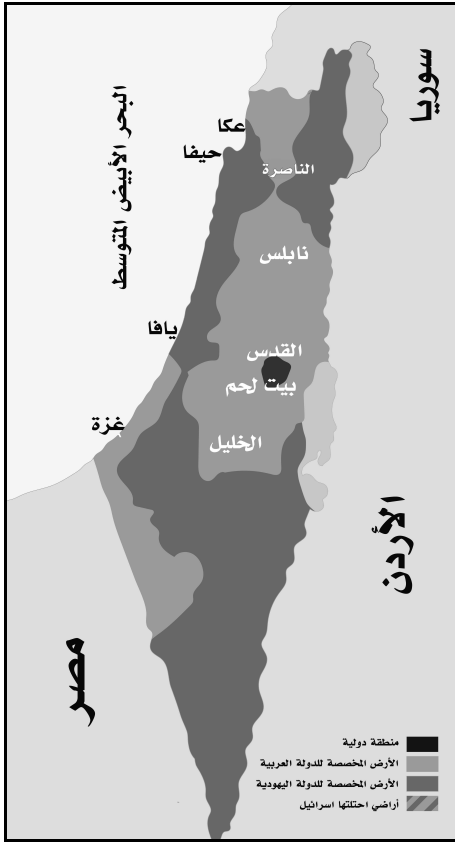 سوريا
البحر الأبيض المتوسط
عكا
حيفا
الناصرة
نابلس
يافا
القدس
بيت لحم
غزة
الخليل
الأردن
مصر
منطقة دولية
الأرض المخصصة للدولة العربية
الأرض المخصصة للدولة اليهودية
أراضي احتلتها اسرائيل